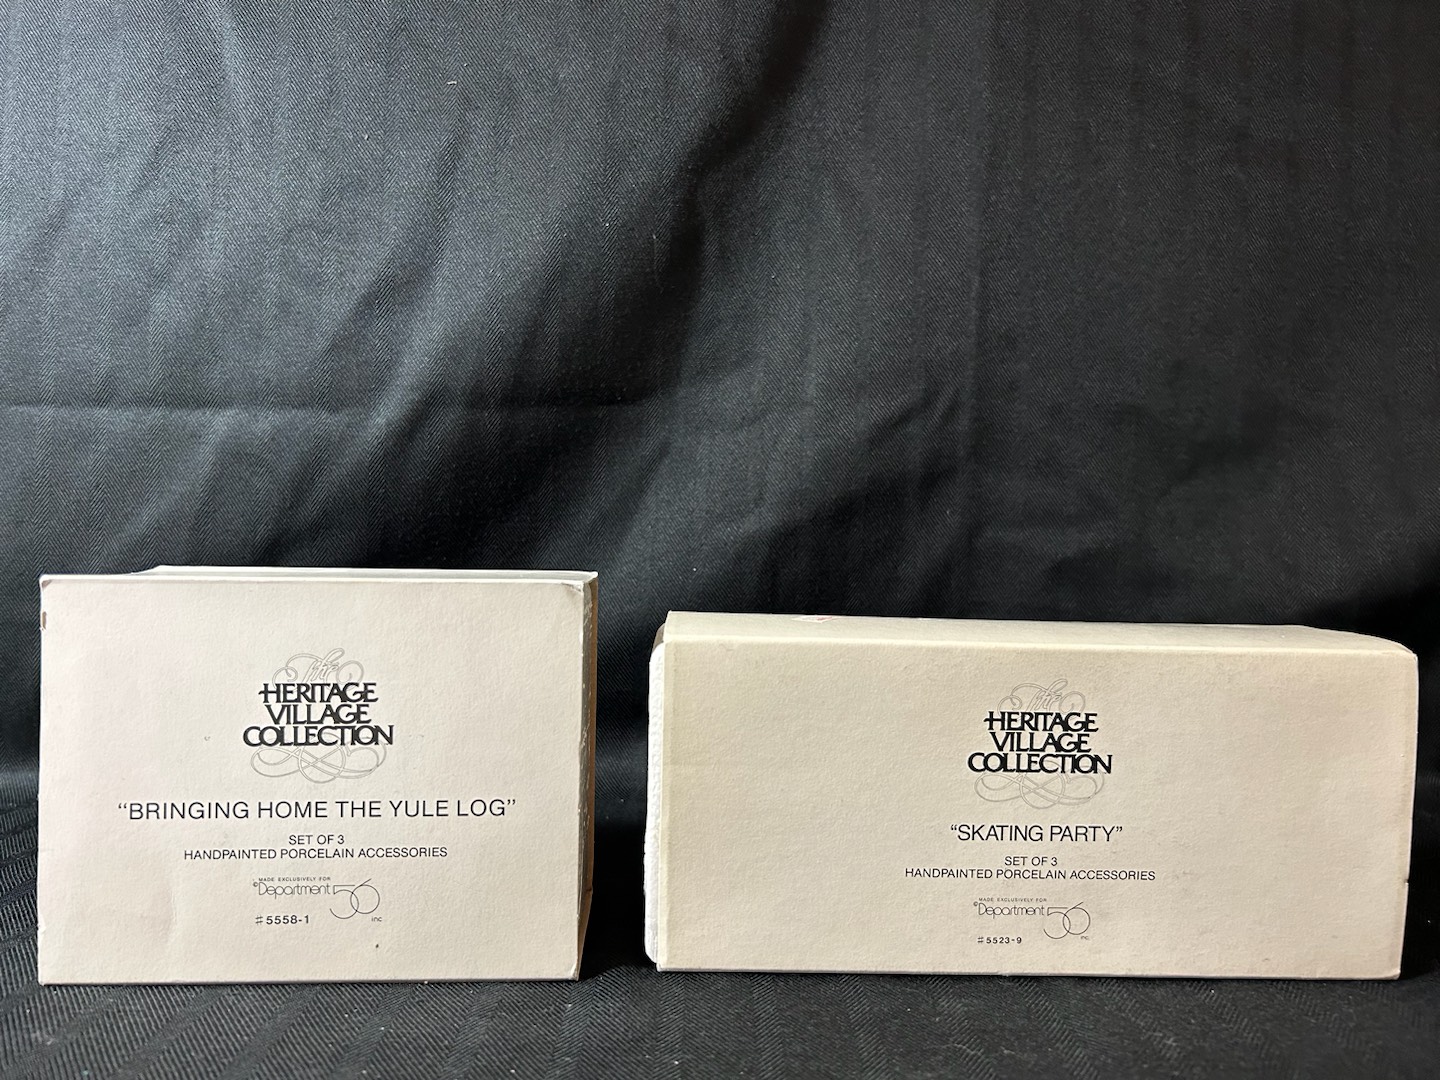 The
HERITAGE
VILLAGE
COLLECTION
“BRINGING HOME THE YULE LOG”
SET OF 3
HANDPAINTED PORCELAIN ACCESSORIES
MADE EXCLUSIVELY FOR
©Department 56
inc
#5558-1
The
HERITAGE
VILLAGE
COLLECTION
“SKATING PARTY”
SET OF 3
HANDPAINTED PORCELAIN ACCESSORIES
MADE EXCLUSIVELY FOR
©Department 56
inc.
#5523-9